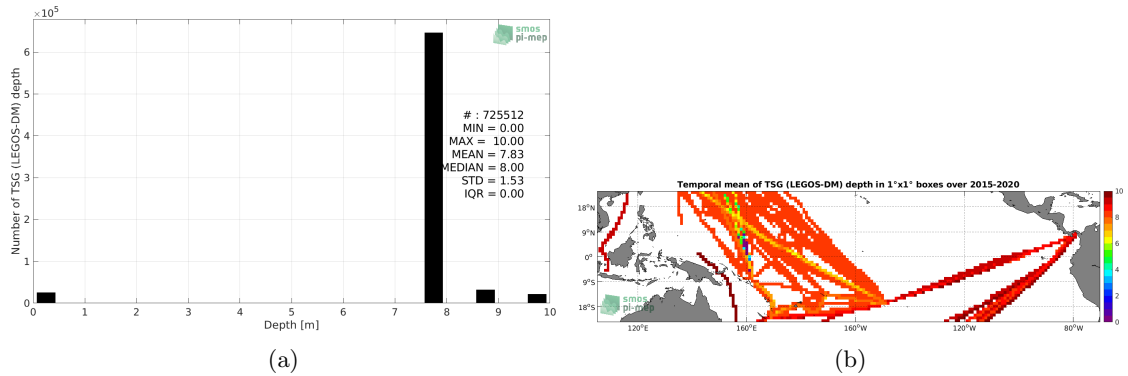 ×10⁵
smos
pi-mep
6
5
4
3
2
1
0
Number of TSG (LEGOS-DM) depth
# : 725512
MIN = 0.00
MAX = 10.00
MEAN = 7.83
MEDIAN = 8.00
STD = 1.53
IQR = 0.00
0 1 2 3 4 5 6 7 8 9 10
Depth [m]
(a)
Temporal mean of TSG (LEGOS-DM) depth in 1°x1° boxes over 2015-2020
18°N
9°N
0°
9°S
18°S
smos
pi-mep
120°E 160°E 160°W 120°W 80°W
10
8
6
4
2
0
(b)